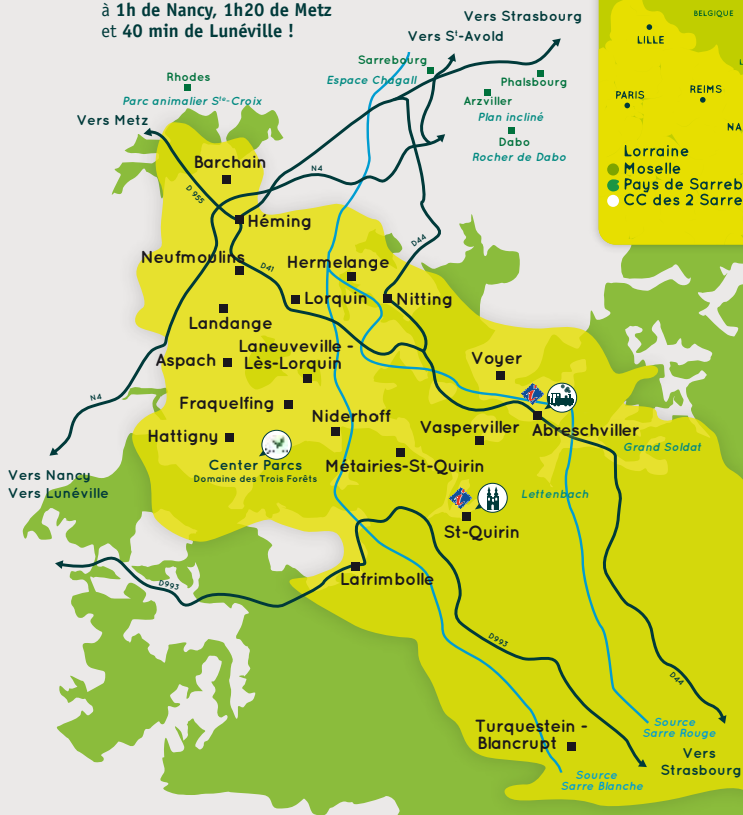 à 1h de Nancy, 1h20 de Metz
et 40 min de Lunéville !
Vers Strasbourg
Vers St-Avold
BELGIQUE
LILLE
PARIS
REIMS
NA
Lorraine
Moselle
Pays de Sarreb
CC des 2 Sarre
Sarrebourg
Espace Chagall
Phalsbourg
Rhodes
Parc animalier Ste-Croix
Arzviller
Plan incliné
Vers Metz
Dabo
Rocher de Dabo
Barchain
N4
D 955
Héming
D44
Neufmoulins
D41
Hermelange
Lorquin
Nitting
Landange
Laneuveville -
Lès-Lorquin
Aspach
Voyer
N4
Fraquelfing
Niderhoff
Vasperviller
Abreschviller
Hattigny
Grand Soldat
Center Parcs
Domaine des Trois Forêts
Métairies-St-Quirin
Vers Nancy
Vers Lunéville
Lettenbach
St-Quirin
Lafrimbolle
D993
D993
D44
Turquestein -
Blancrupt
Source
Sarre Rouge
Vers
Strasbourg
Source
Sarre Blanche